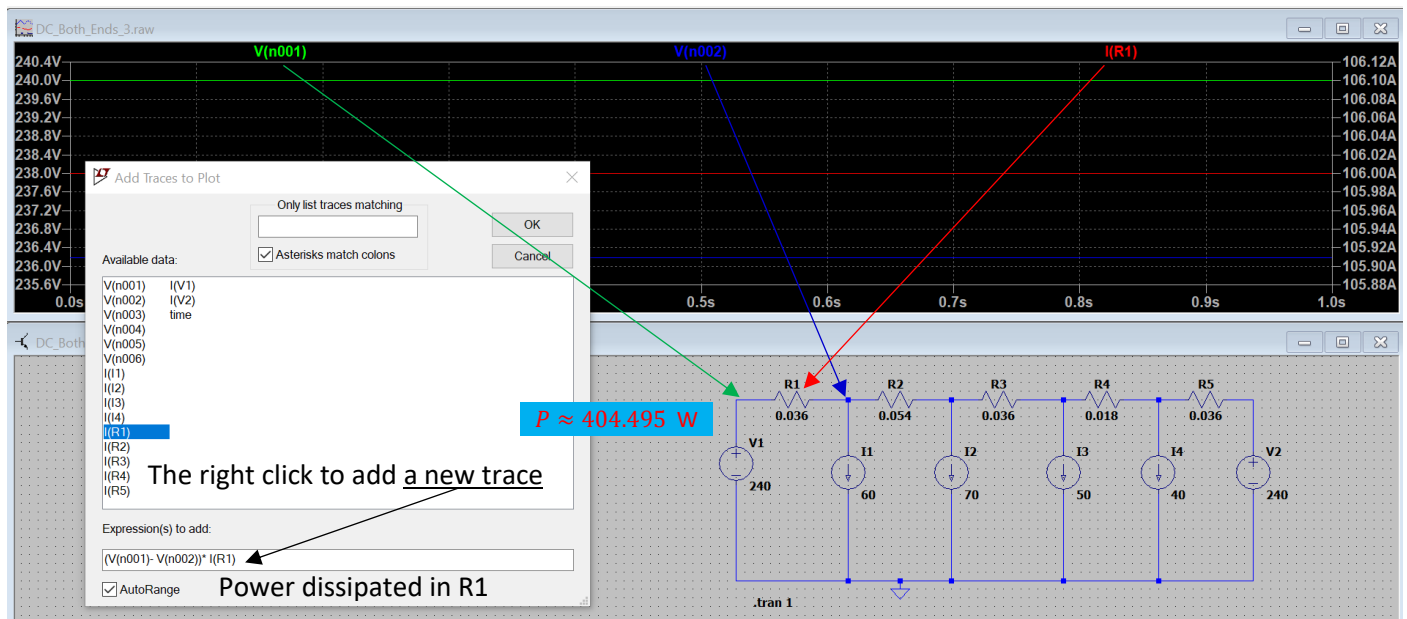 DC_Both_Ends_3.raw
V(n001) V(n002) I(R1)
240.4V 106.12A
240.0V 106.10A
239.6V 106.08A
239.2V 106.06A
238.8V 106.04A
238.4V 106.02A
238.0V 106.00A
237.6V 105.98A
237.2V 105.96A
236.8V 105.94A
236.4V 105.92A
236.0V 105.90A
235.6V 105.88A
0.0s 0.5s 0.6s 0.7s 0.8s 0.9s 1.0s
Add Traces to Plot
Only list traces matching
OK
Asterisks match colons
Cancel
Available data:
V(n001) I(V1)
V(n002) I(V2)
V(n003) time
V(n004)
V(n005)
V(n006)
I(I1)
I(I2)
I(I3)
I(I4)
I(R1)
I(R2)
I(R3)
I(R4)
I(R5)
The right click to add a new trace
Expression(s) to add:
(V(n001)- V(n002))* I(R1)
AutoRange
Power dissipated in R1
DC_Both
P ≈ 404.495 W
R1 R2 R3 R4 R5
0.036 0.054 0.036 0.018 0.036
V1 I1 I2 I3 I4 V2
240 60 70 50 40 240
.tran 1